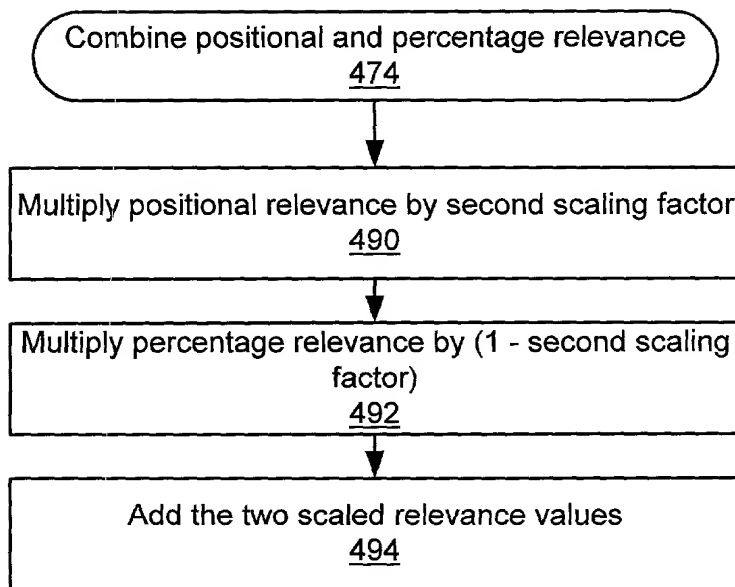 Combine positional and percentage relevance
474
Multiply positional relevance by second scaling factor
490
Multiply percentage relevance by (1 - second scaling
factor)
492
Add the two scaled relevance values
494